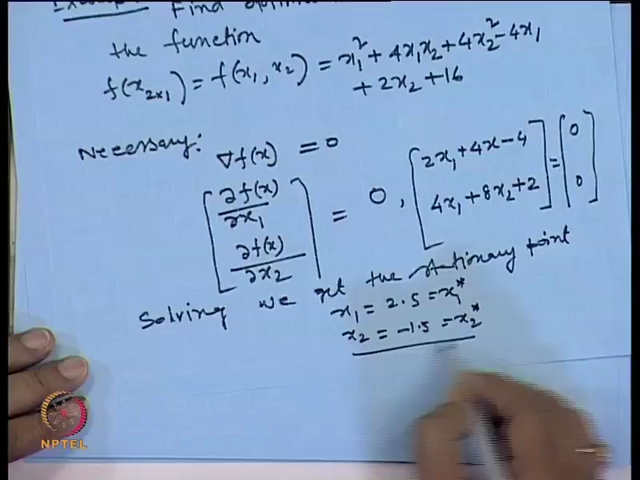 Find
the function
f(x₂ₓ₁) = f(x₁, x₂) = x₁² + 4x₁x₂ + 4x₂² - 4x₁
+ 2x₂ + 16
Necessary: ∇f(x) = 0
[∂f(x)/∂x₁ ∂f(x)/∂x₂] = 0, [2x₁+4x-4 4x₁+8x₂+2] = [0 0]
Solving we get the stationary point
x₁ = 2.5 = x₁*
x₂ = -1.5 = x₂*
NPTEL